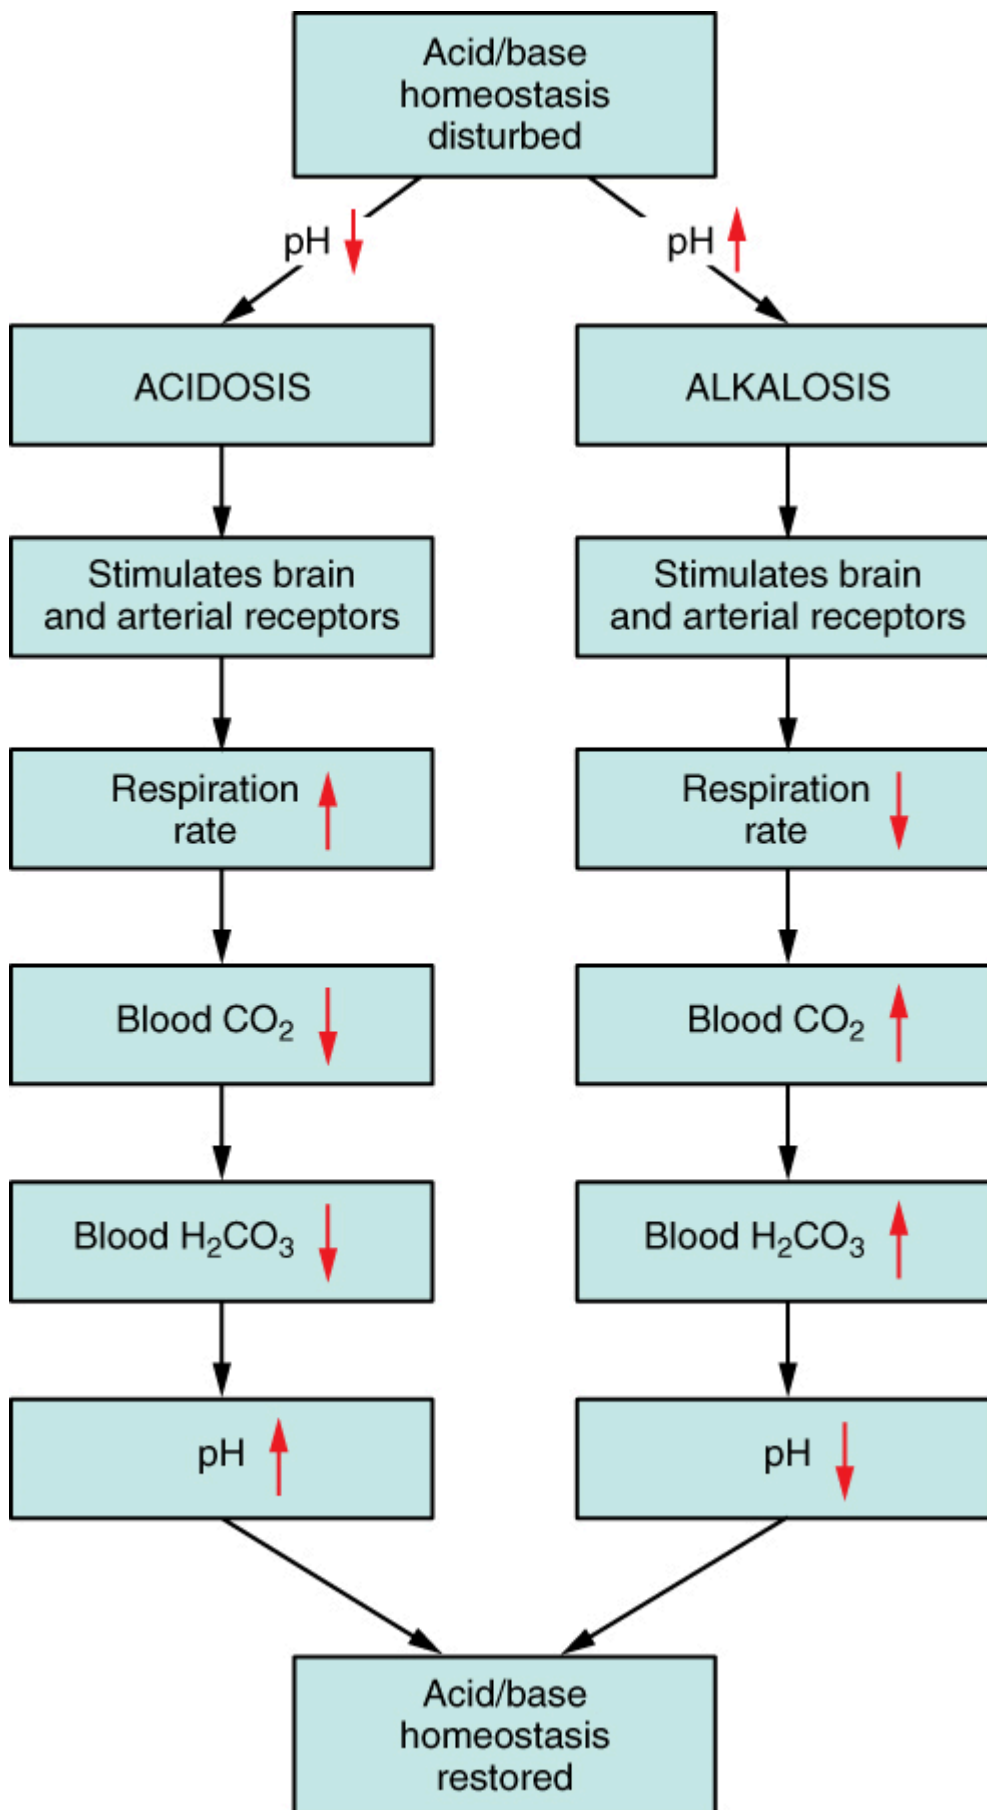 Acid/base
homeostasis
disturbed
pH
pH
ACIDOSIS
ALKALOSIS
Stimulates brain
and arterial receptors
Stimulates brain
and arterial receptors
Respiration
rate
Respiration
rate
Blood CO₂
Blood CO₂
Blood H₂CO₃
Blood H₂CO₃
pH
pH
Acid/base
homeostasis
restored